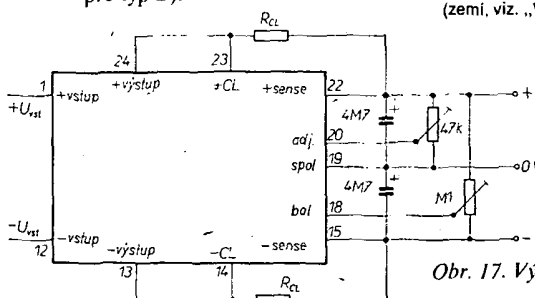 pro typ
(zemí, viz. „V
R_CL
24
23
1
+U_vst
+vstup
+výstup
+CL
+sense
22
+
4M7
+
47k
adj.
20
spol
19
0V
+
4M7
M1
bal
18
-U_vst
12
-vstup
-výstup
-CL
-sense
15
-
13
14
R_CL
Obr. 17. Vý